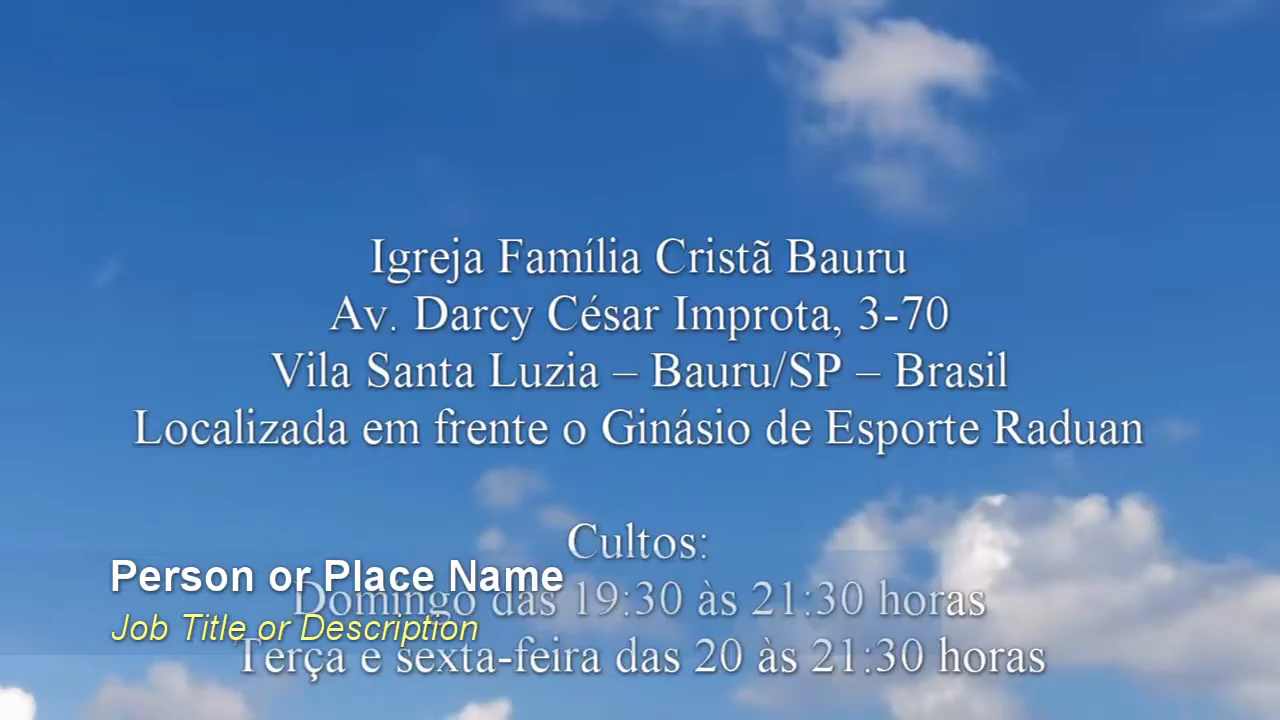 Igreja Família Cristã Bauru
Av. Darcy César Improta, 3-70
Vila Santa Luzia – Bauru/SP – Brasil
Localizada em frente o Ginásio de Esporte Raduan
Cultos:
Person or Place Name
Domingo das 19:30 às 21:30 horas
Job Title or Description
Terça e sexta-feira das 20 às 21:30 horas